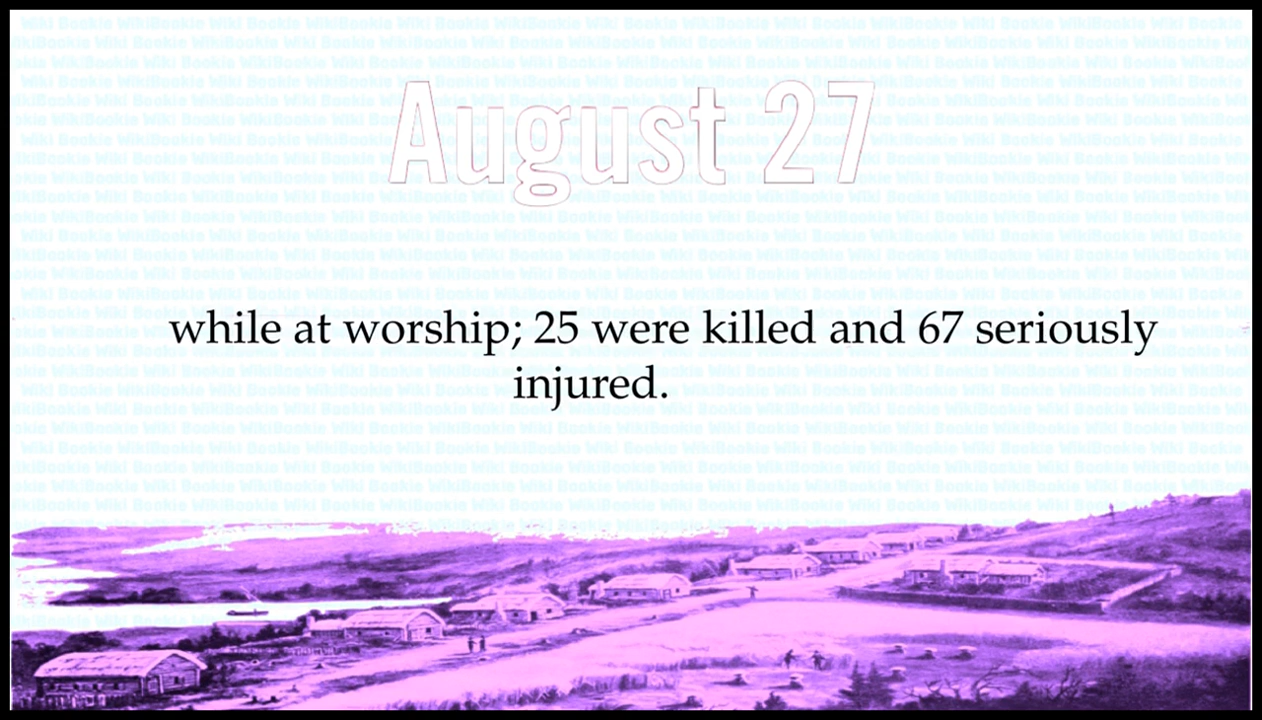 August 27
while at worship; 25 were killed and 67 seriously
injured.